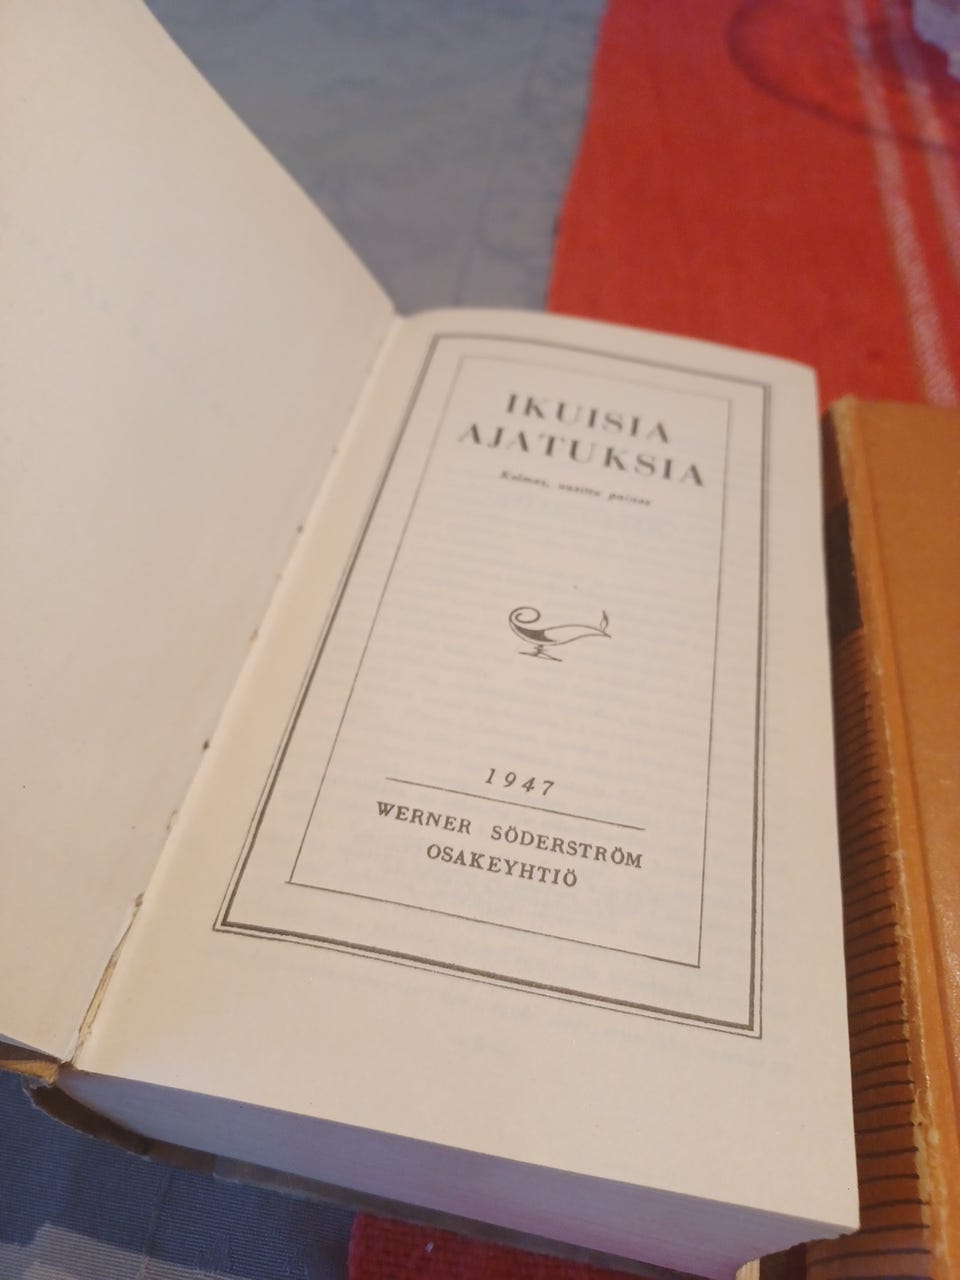 IKUISIA
AJATUKSIA
Kolmas, uusittu painos
1947
WERNER SÖDERSTRÖM
OSAKEYHTIÖ